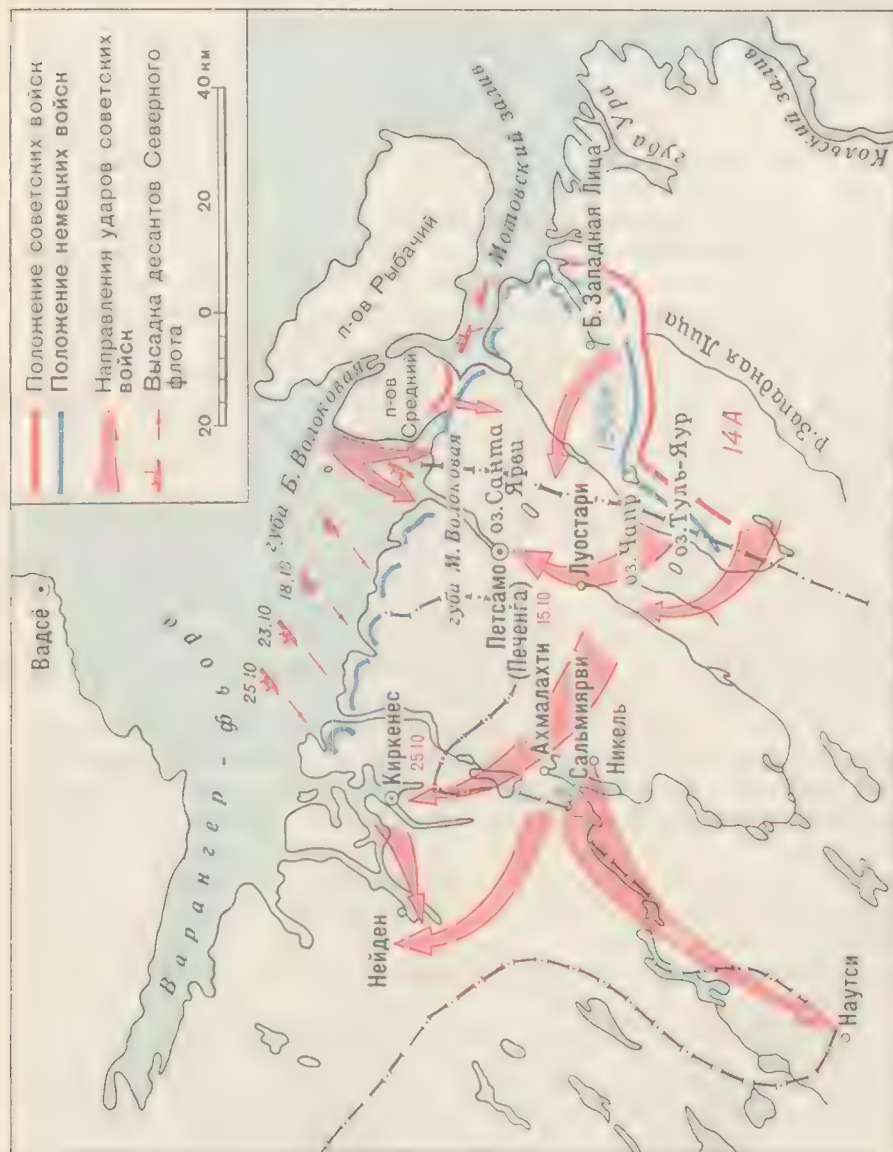 Положение советских войск
Положение немецких войск
Направления ударов советских
войск
Высадка десантов Северного
флота
20
0
20
40 км
Вадсё
Варангер-фьорд
25.10
23.10
18.10
губа Б. Волоковая
п-ов Рыбачий
п-ов
Средний
Мотовский залив
губа М. Волоковая
губа Ура
Кольский залив
Б. Западная Лица
р. Западная Лица
14А
оз. Санта
Ярви
Петсамо
(Печенга)
15.10
Луостари
оз. Чапр
оз. Туль-Яур
Киркенес
25.10
Ахмалахти
Сальмиярви
Никель
Нейден
Наутси